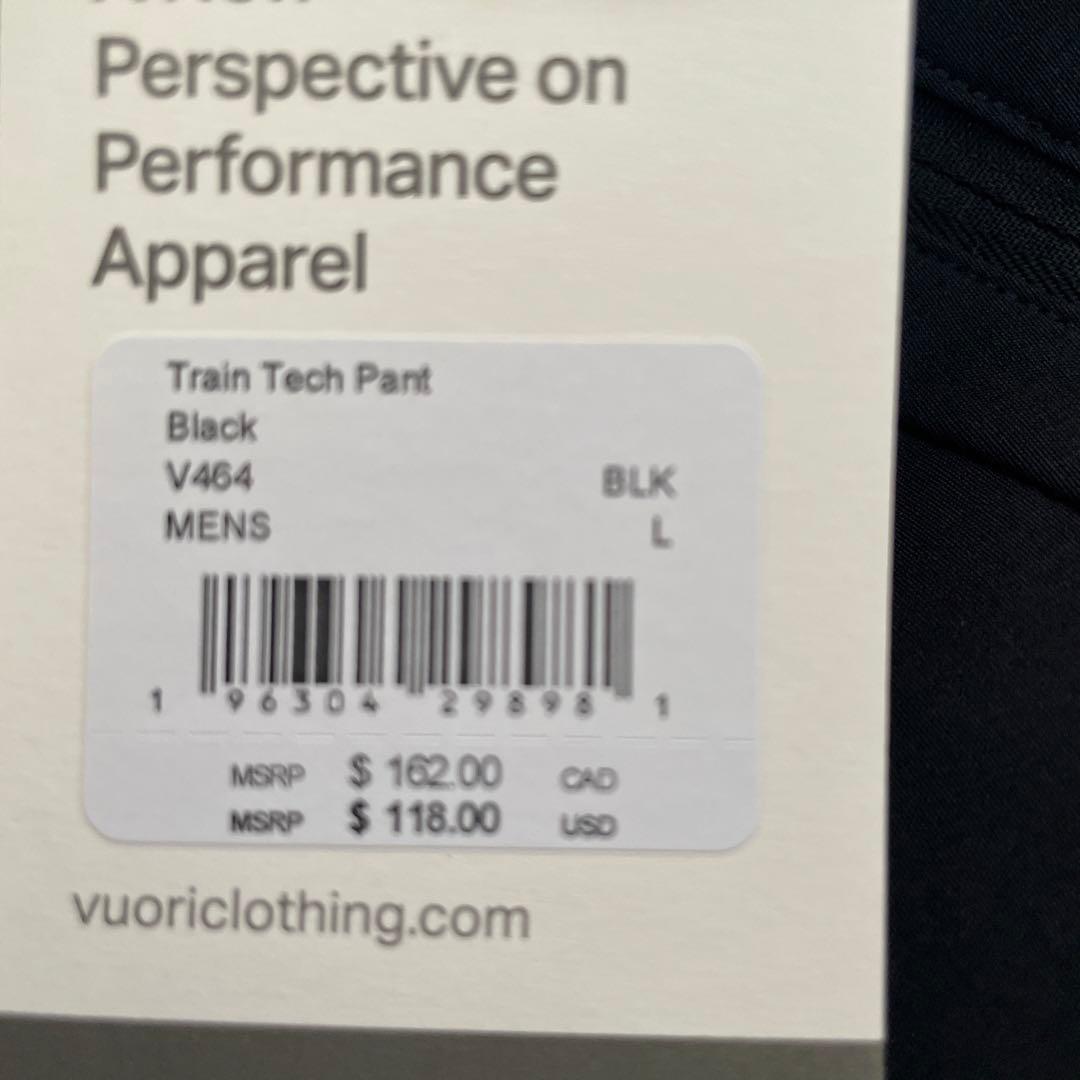 Perspective on
Performance
Apparel
Train Tech Pant
Black
V464 BLK
MENS L
1 96304 29898 1
MSRP $ 162.00 CAD
MSRP $ 118.00 USD
vuoriclothing.com